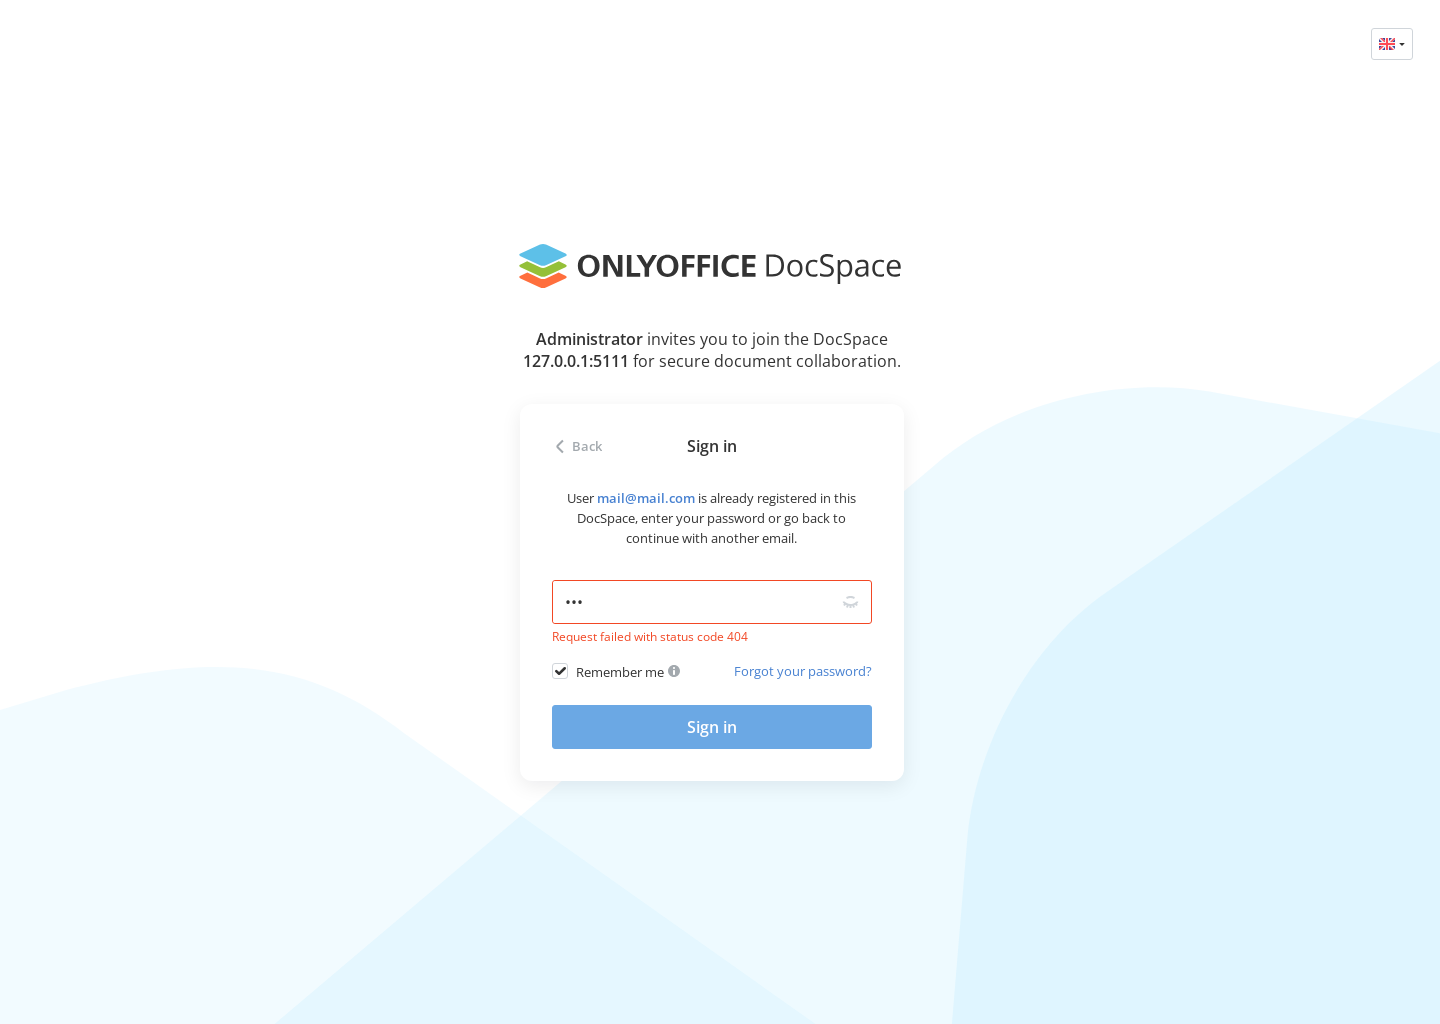 ONLYOFFICE DocSpace
Administrator invites you to join the DocSpace
127.0.0.1:5111 for secure document collaboration.
Back
Sign in
User mail@mail.com is already registered in this
DocSpace, enter your password or go back to
continue with another email.
•••
Request failed with status code 404
Remember me
Forgot your password?
Sign in